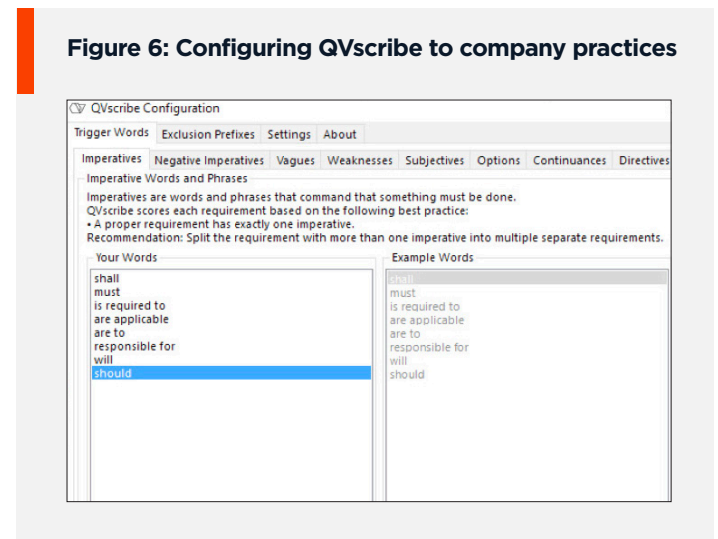 Figure 6: Configuring QVscribe to company practices
QVscribe Configuration
Trigger Words Exclusion Prefixes Settings About
Imperatives Negative Imperatives Vagues Weaknesses Subjectives Options Continuances Directives
Imperative Words and Phrases
Imperatives are words and phrases that command that something must be done.
QVscribe scores each requirement based on the following best practice:
• A proper requirement has exactly one imperative.
Recommendation: Split the requirement with more than one imperative into multiple separate requirements.
Your Words
shall
must
is required to
are applicable
are to
responsible for
will
should
Example Words
shall
must
is required to
are applicable
are to
responsible for
will
should